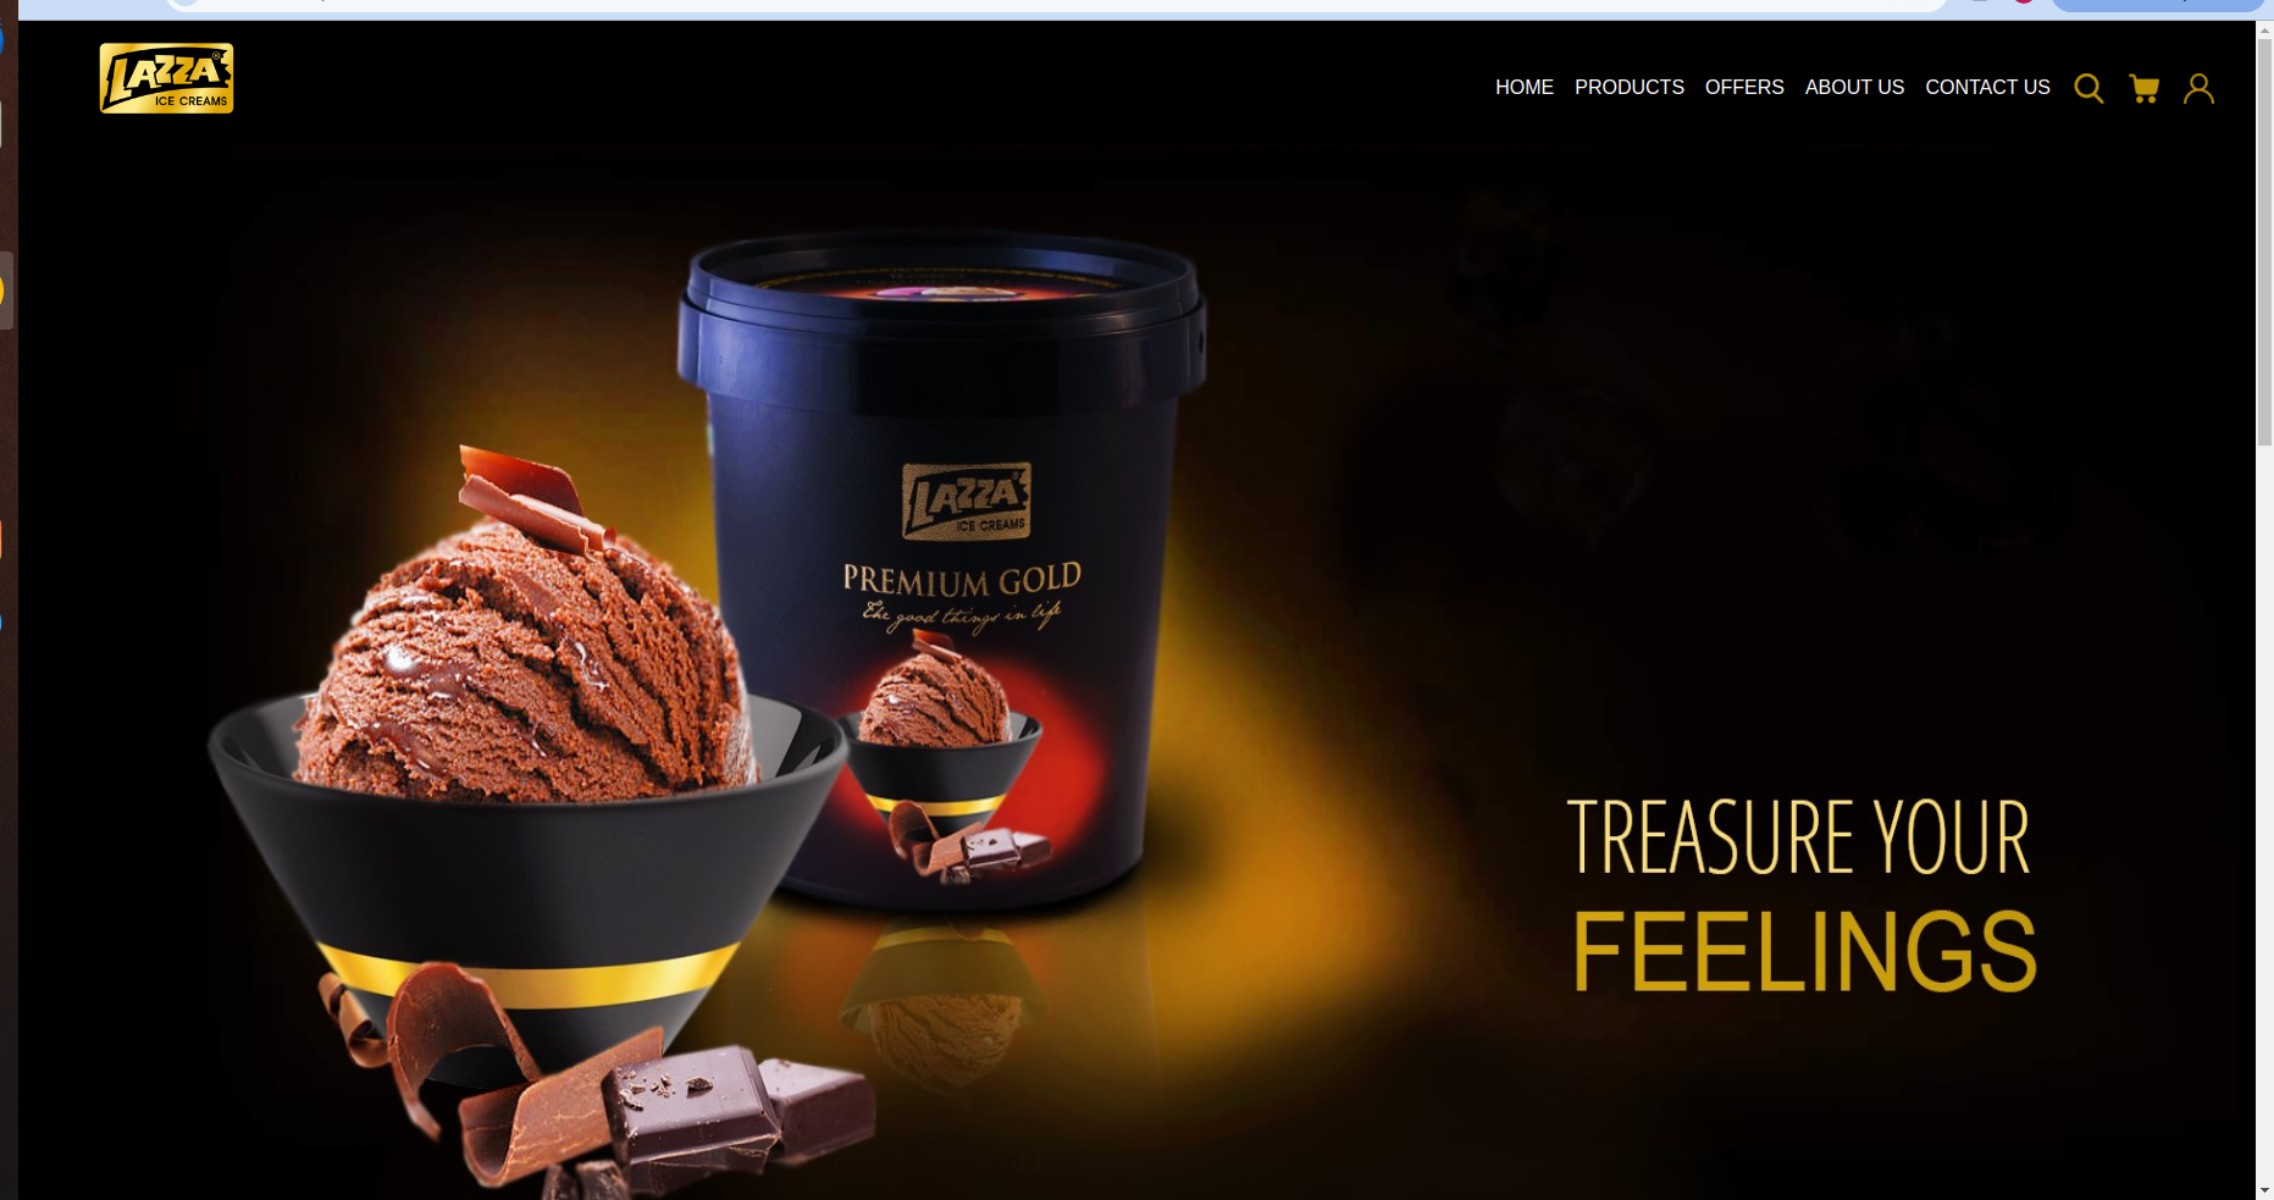 LAZZA
ICE CREAMS
HOME PRODUCTS OFFERS ABOUT US CONTACT US
LAZZA
ICE CREAMS
PREMIUM GOLD
The good things in life
TREASURE YOUR
FEELINGS